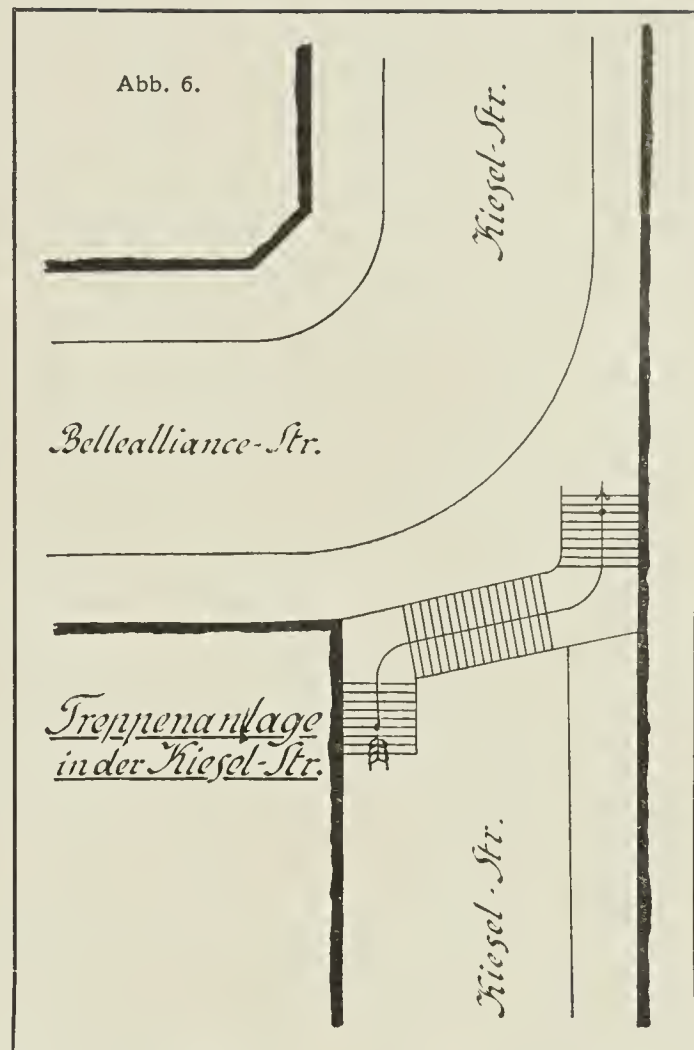 Abb. 6.
Kiesel-Str.
Bellealliance-Str.
Treppenanlage
in der Kiesel-Str.
Kiesel-Str.